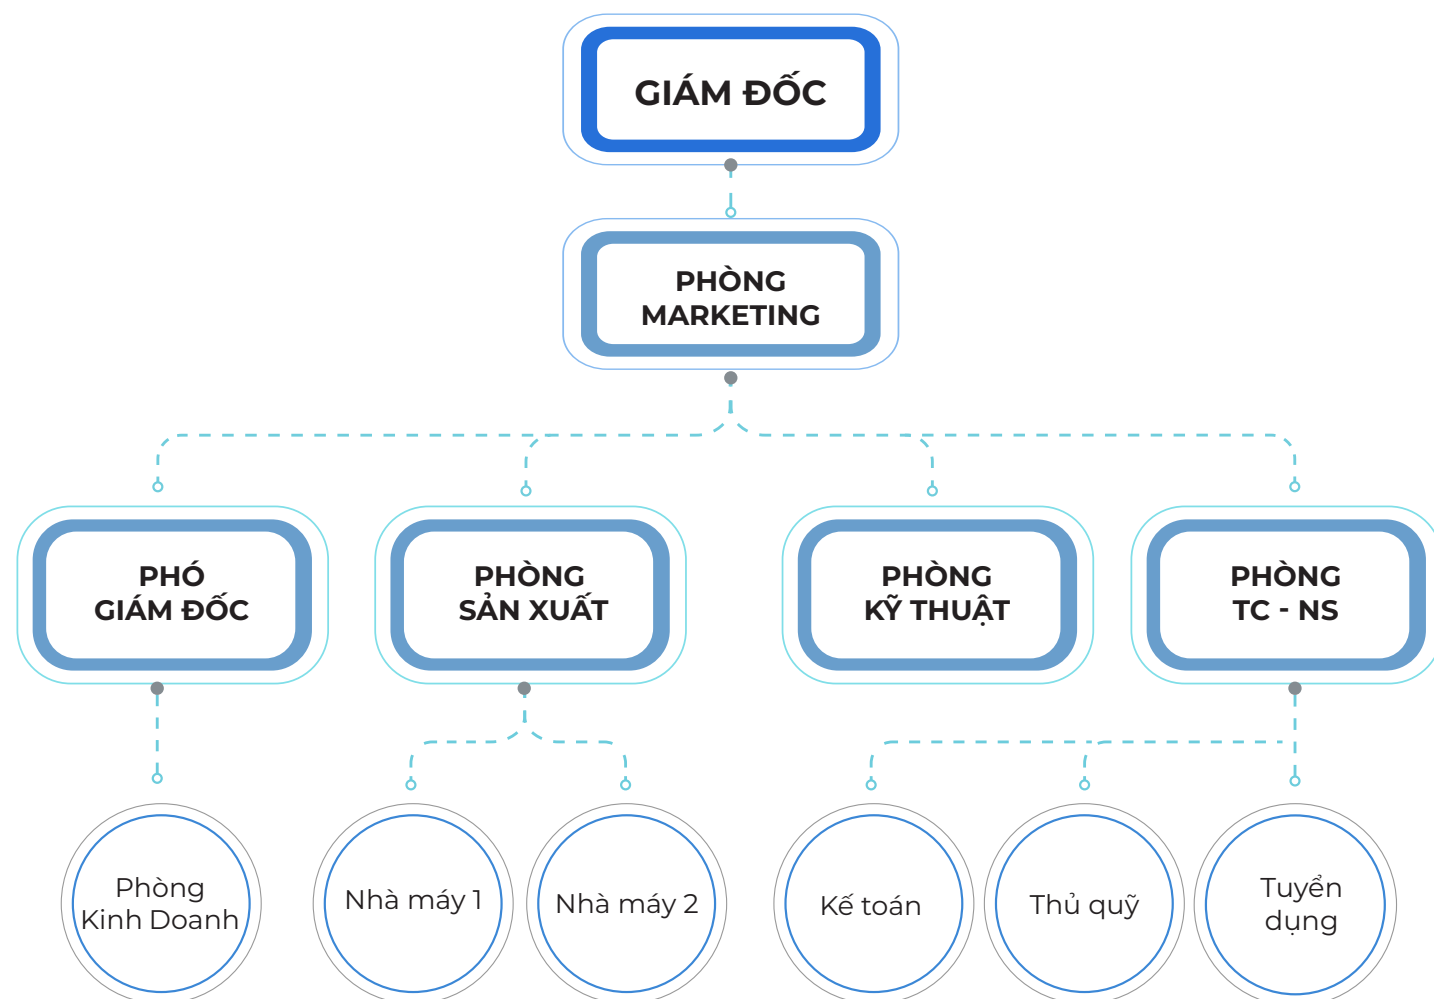 GIÁM ĐỐC
PHÒNG
MARKETING
PHÓ
GIÁM ĐỐC
PHÒNG
SẢN XUẤT
PHÒNG
KỸ THUẬT
PHÒNG
TC - NS
Phòng
Kinh Doanh
Nhà máy 1
Nhà máy 2
Kế toán
Thủ quỹ
Tuyển
dụng